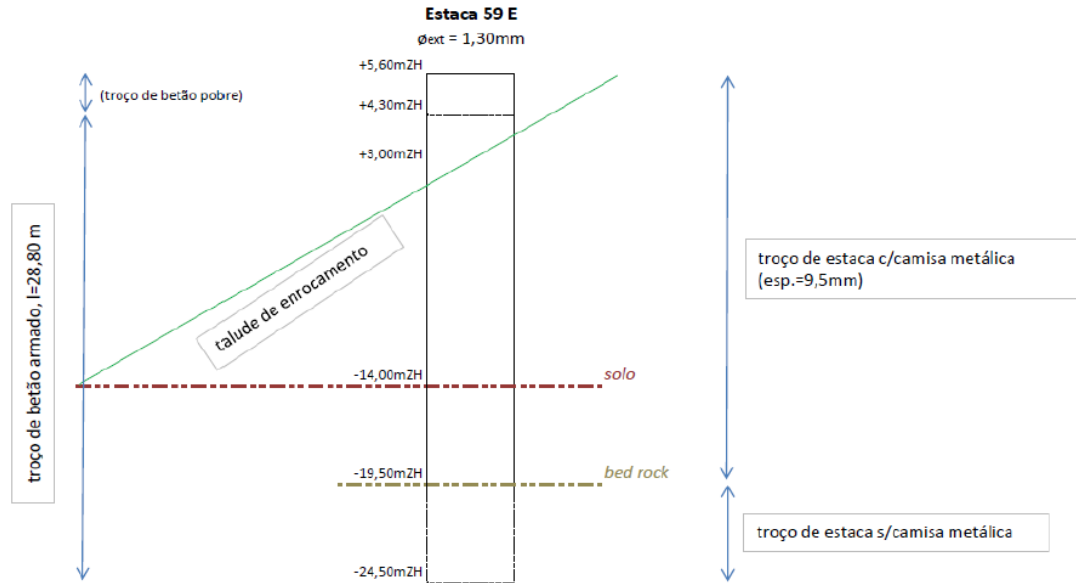 Estaca 59 E
øext = 1,30mm
+5,60mZH
(troço de betão pobre)
+4,30mZH
+3,00mZH
troço de betão armado, l=28,80 m
talude de enrocamento
troço de estaca c/camisa metálica
(esp.=9,5mm)
-14,00mZH
solo
-19,50mZH
bed rock
troço de estaca s/camisa metálica
-24,50mZH